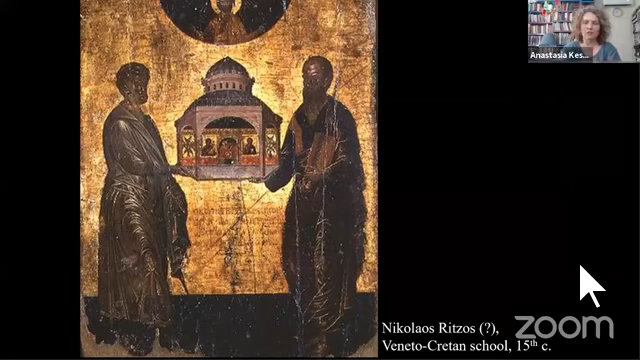 Anastasia Kes...
Nikolaos Ritzos (?),
Veneto-Cretan school, 15th c.
zoom